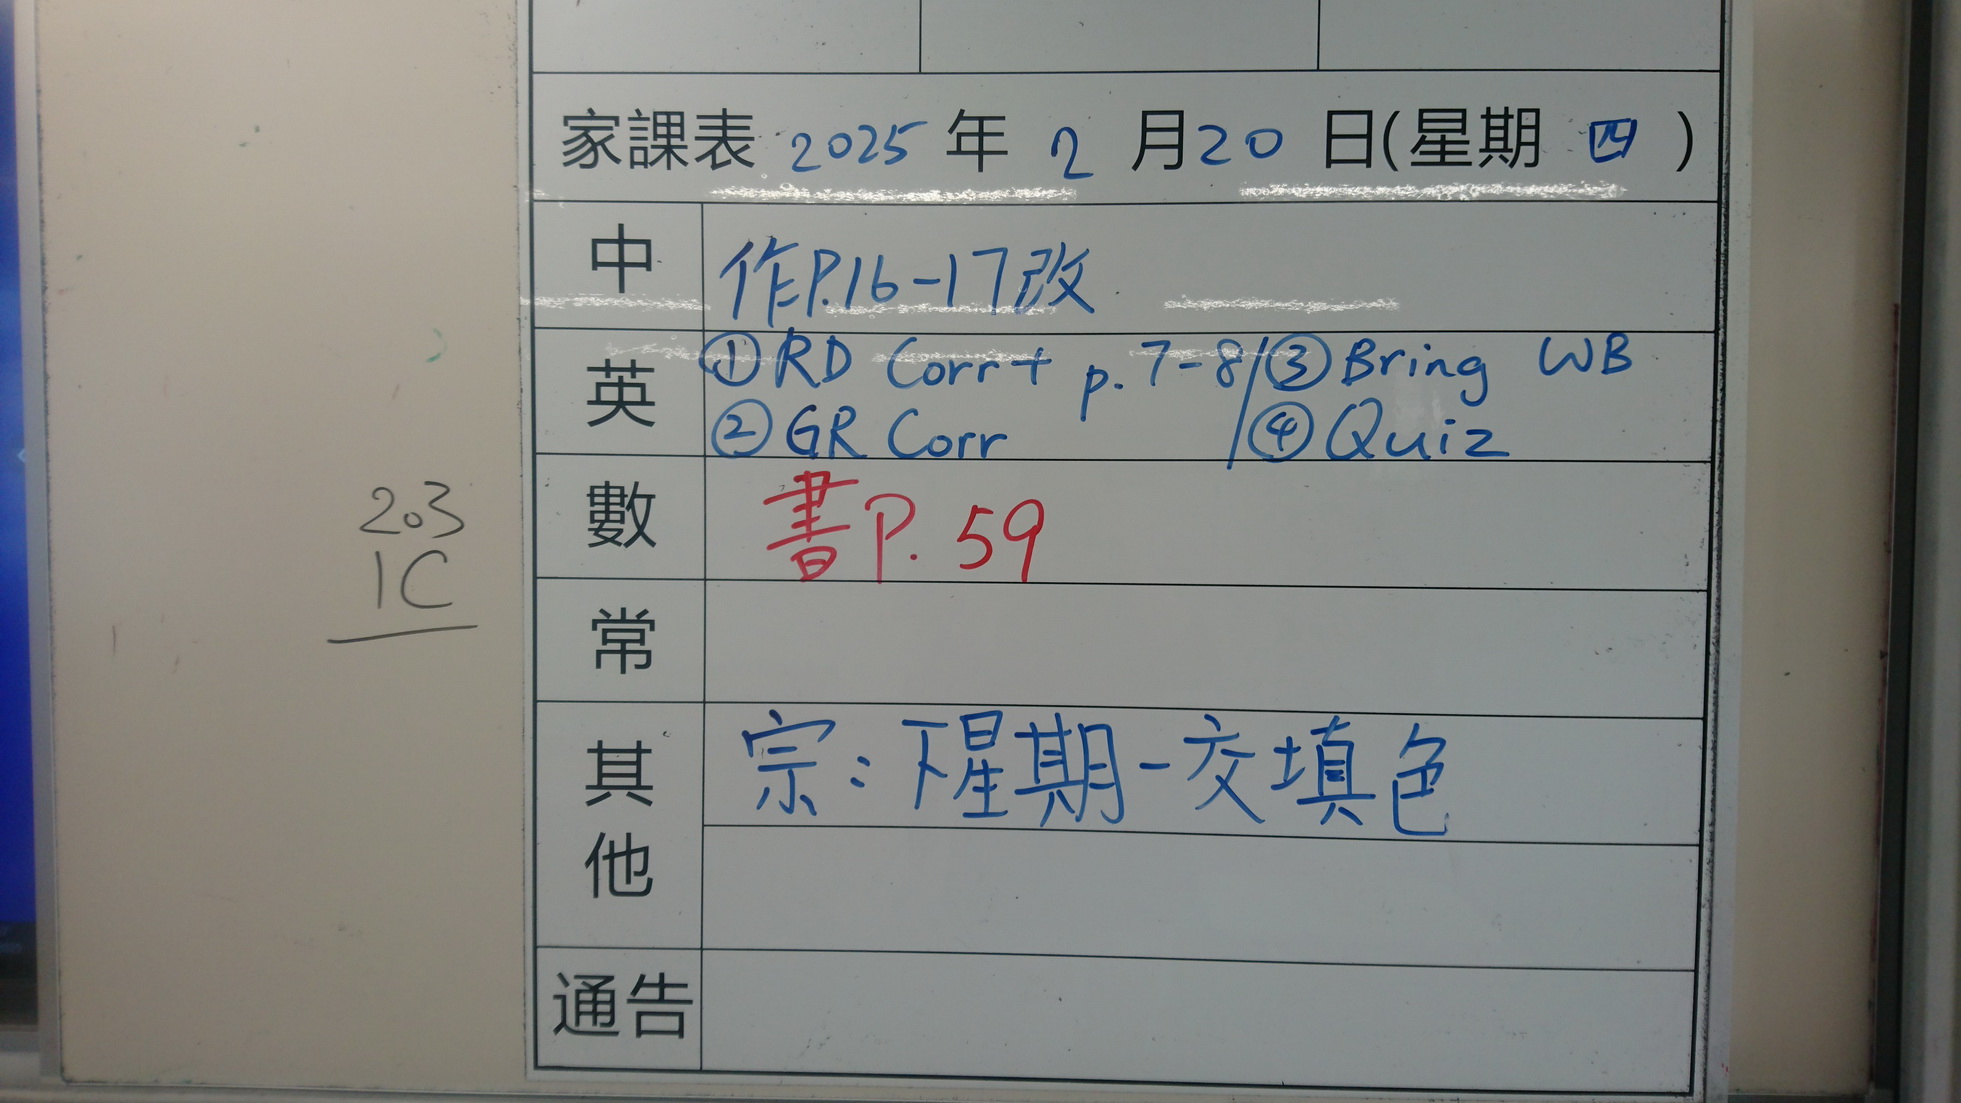 家課表 2025 年 2 月 20 日(星期 四 )
中 作P.16-17改
英 ①RD Corr+ p.7-8/③Bring WB
②GR Corr /④Quiz
數 書P.59
203
1C
常
其他 宗:下星期一交填色
通告